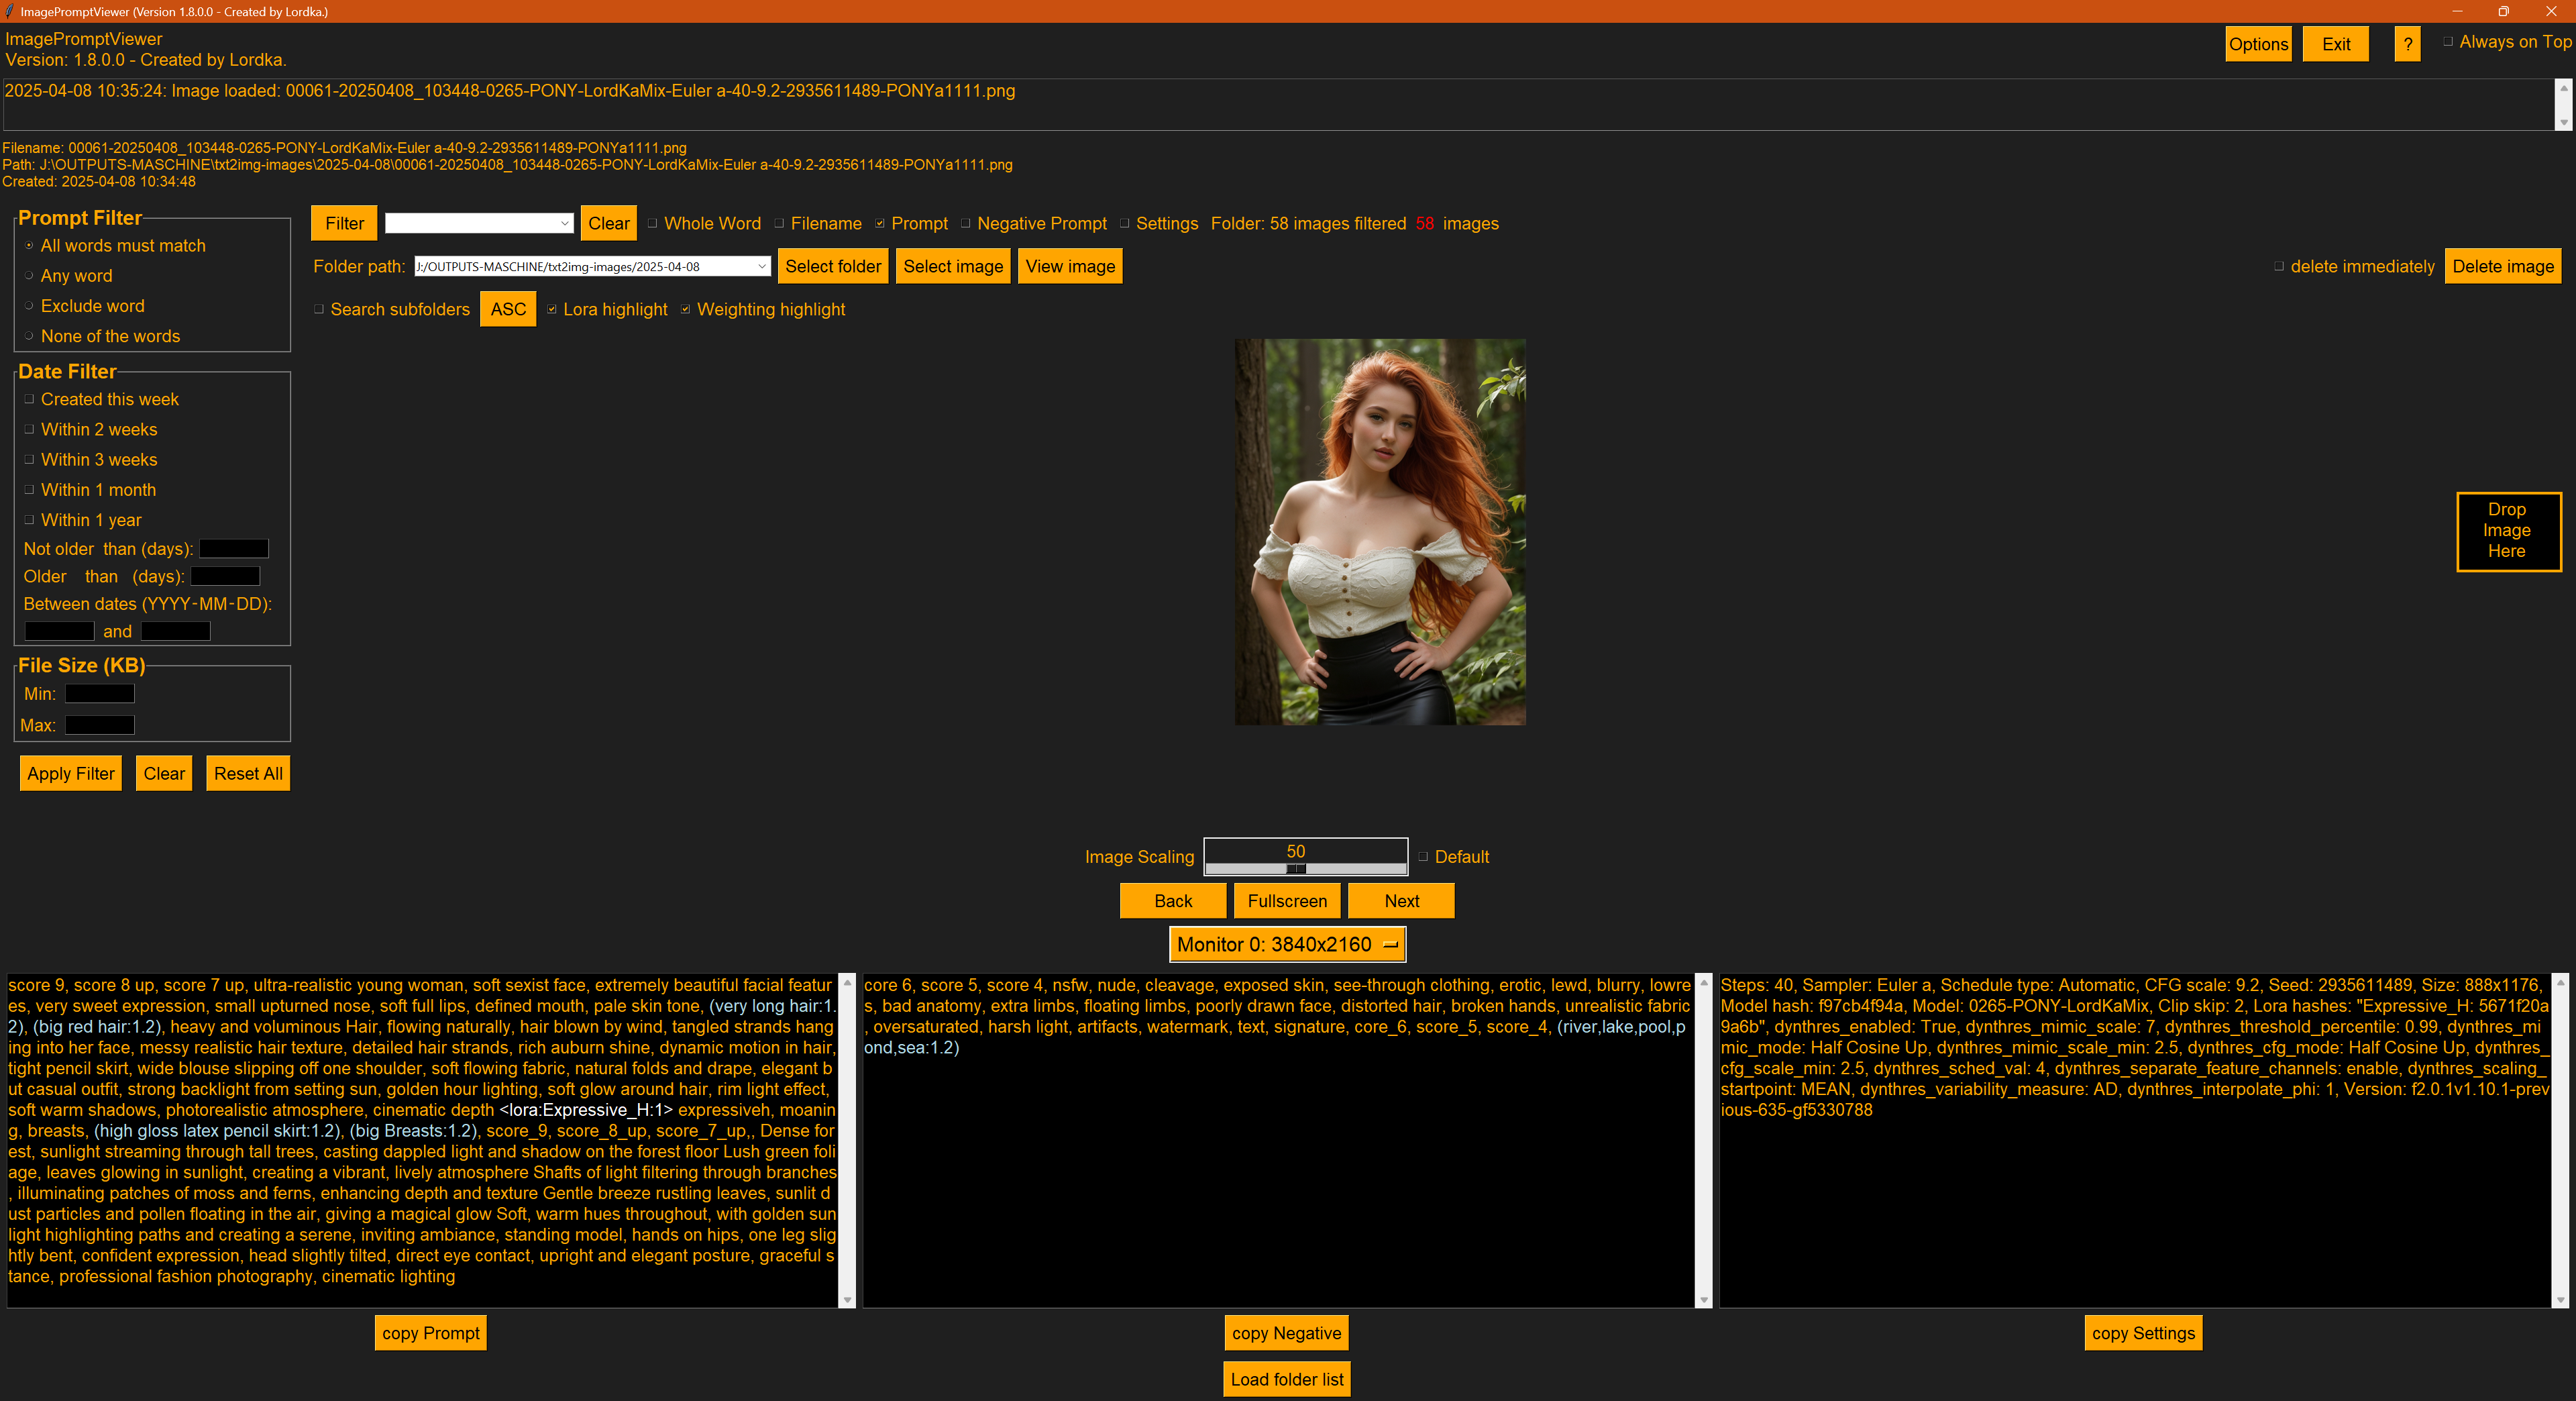 ImagePromptViewer (Version 1.8.0.0 - Created by Lordka.)
ImagePromptViewer
Version: 1.8.0.0 - Created by Lordka.
Options
Exit
?
Always on Top
2025-04-08 10:35:24: Image loaded: 00061-20250408_103448-0265-PONY-LordKaMix-Euler a-40-9.2-2935611489-PONYa1111.png
Filename: 00061-20250408_103448-0265-PONY-LordKaMix-Euler a-40-9.2-2935611489-PONYa1111.png
Path: J:\OUTPUTS-MASCHINE\txt2img-images\2025-04-08\00061-20250408_103448-0265-PONY-LordKaMix-Euler a-40-9.2-2935611489-PONYa1111.png
Created: 2025-04-08 10:34:48
Prompt Filter
All words must match
Any word
Exclude word
None of the words
Date Filter
Created this week
Within 2 weeks
Within 3 weeks
Within 1 month
Within 1 year
Not older than (days):
Older than (days):
Between dates (YYYY-MM-DD):
and
File Size (KB)
Min:
Max:
Apply Filter
Clear
Reset All
Filter
Clear
Whole Word
Filename
Prompt
Negative Prompt
Settings
Folder: 58 images filtered 58 images
Folder path:
J:/OUTPUTS-MASCHINE/txt2img-images/2025-04-08
Select folder
Select image
View image
delete immediately
Delete image
Search subfolders
ASC
Lora highlight
Weighting highlight
Drop
Image
Here
Image Scaling
50
Default
Back
Fullscreen
Next
Monitor 0: 3840x2160
score 9, score 8 up, score 7 up, ultra-realistic young woman, soft sexist face, extremely beautiful facial featur
es, very sweet expression, small upturned nose, soft full lips, defined mouth, pale skin tone, (very long hair:1.
2), (big red hair:1.2), heavy and voluminous Hair, flowing naturally, hair blown by wind, tangled strands hang
ing into her face, messy realistic hair texture, detailed hair strands, rich auburn shine, dynamic motion in hair,
tight pencil skirt, wide blouse slipping off one shoulder, soft flowing fabric, natural folds and drape, elegant b
ut casual outfit, strong backlight from setting sun, golden hour lighting, soft glow around hair, rim light effect,
soft warm shadows, photorealistic atmosphere, cinematic depth <lora:Expressive_H:1> expressiveh, moanin
g, breasts, (high gloss latex pencil skirt:1.2), (big Breasts:1.2), score_9, score_8_up, score_7_up,, Dense for
est, sunlight streaming through tall trees, casting dappled light and shadow on the forest floor Lush green foli
age, leaves glowing in sunlight, creating a vibrant, lively atmosphere Shafts of light filtering through branches
, illuminating patches of moss and ferns, enhancing depth and texture Gentle breeze rustling leaves, sunlit d
ust particles and pollen floating in the air, giving a magical glow Soft, warm hues throughout, with golden sun
light highlighting paths and creating a serene, inviting ambiance, standing model, hands on hips, one leg slig
htly bent, confident expression, head slightly tilted, direct eye contact, upright and elegant posture, graceful s
tance, professional fashion photography, cinematic lighting
core 6, score 5, score 4, nsfw, nude, cleavage, exposed skin, see-through clothing, erotic, lewd, blurry, lowre
s, bad anatomy, extra limbs, floating limbs, poorly drawn face, distorted hair, broken hands, unrealistic fabric
, oversaturated, harsh light, artifacts, watermark, text, signature, core_6, score_5, score_4, (river,lake,pool,p
ond,sea:1.2)
Steps: 40, Sampler: Euler a, Schedule type: Automatic, CFG scale: 9.2, Seed: 2935611489, Size: 888x1176,
Model hash: f97cb4f94a, Model: 0265-PONY-LordKaMix, Clip skip: 2, Lora hashes: "Expressive_H: 5671f20a
9a6b", dynthres_enabled: True, dynthres_mimic_scale: 7, dynthres_threshold_percentile: 0.99, dynthres_mi
mic_mode: Half Cosine Up, dynthres_mimic_scale_min: 2.5, dynthres_cfg_mode: Half Cosine Up, dynthres_
cfg_scale_min: 2.5, dynthres_sched_val: 4, dynthres_separate_feature_channels: enable, dynthres_scaling_
startpoint: MEAN, dynthres_variability_measure: AD, dynthres_interpolate_phi: 1, Version: f2.0.1v1.10.1-prev
ious-635-gf5330788
copy Prompt
copy Negative
copy Settings
Load folder list